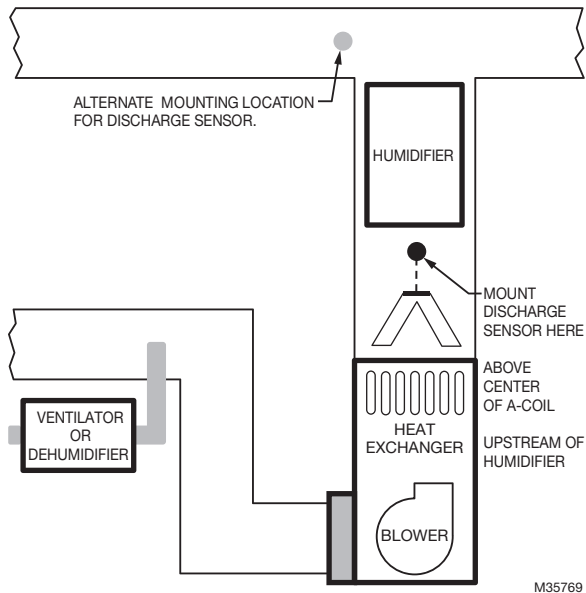 ALTERNATE MOUNTING LOCATION
FOR DISCHARGE SENSOR.
HUMIDIFIER
MOUNT
DISCHARGE
SENSOR HERE
ABOVE
CENTER
OF A-COIL
UPSTREAM OF
HUMIDIFIER
VENTILATOR
OR
DEHUMIDIFIER
HEAT
EXCHANGER
BLOWER
M35769